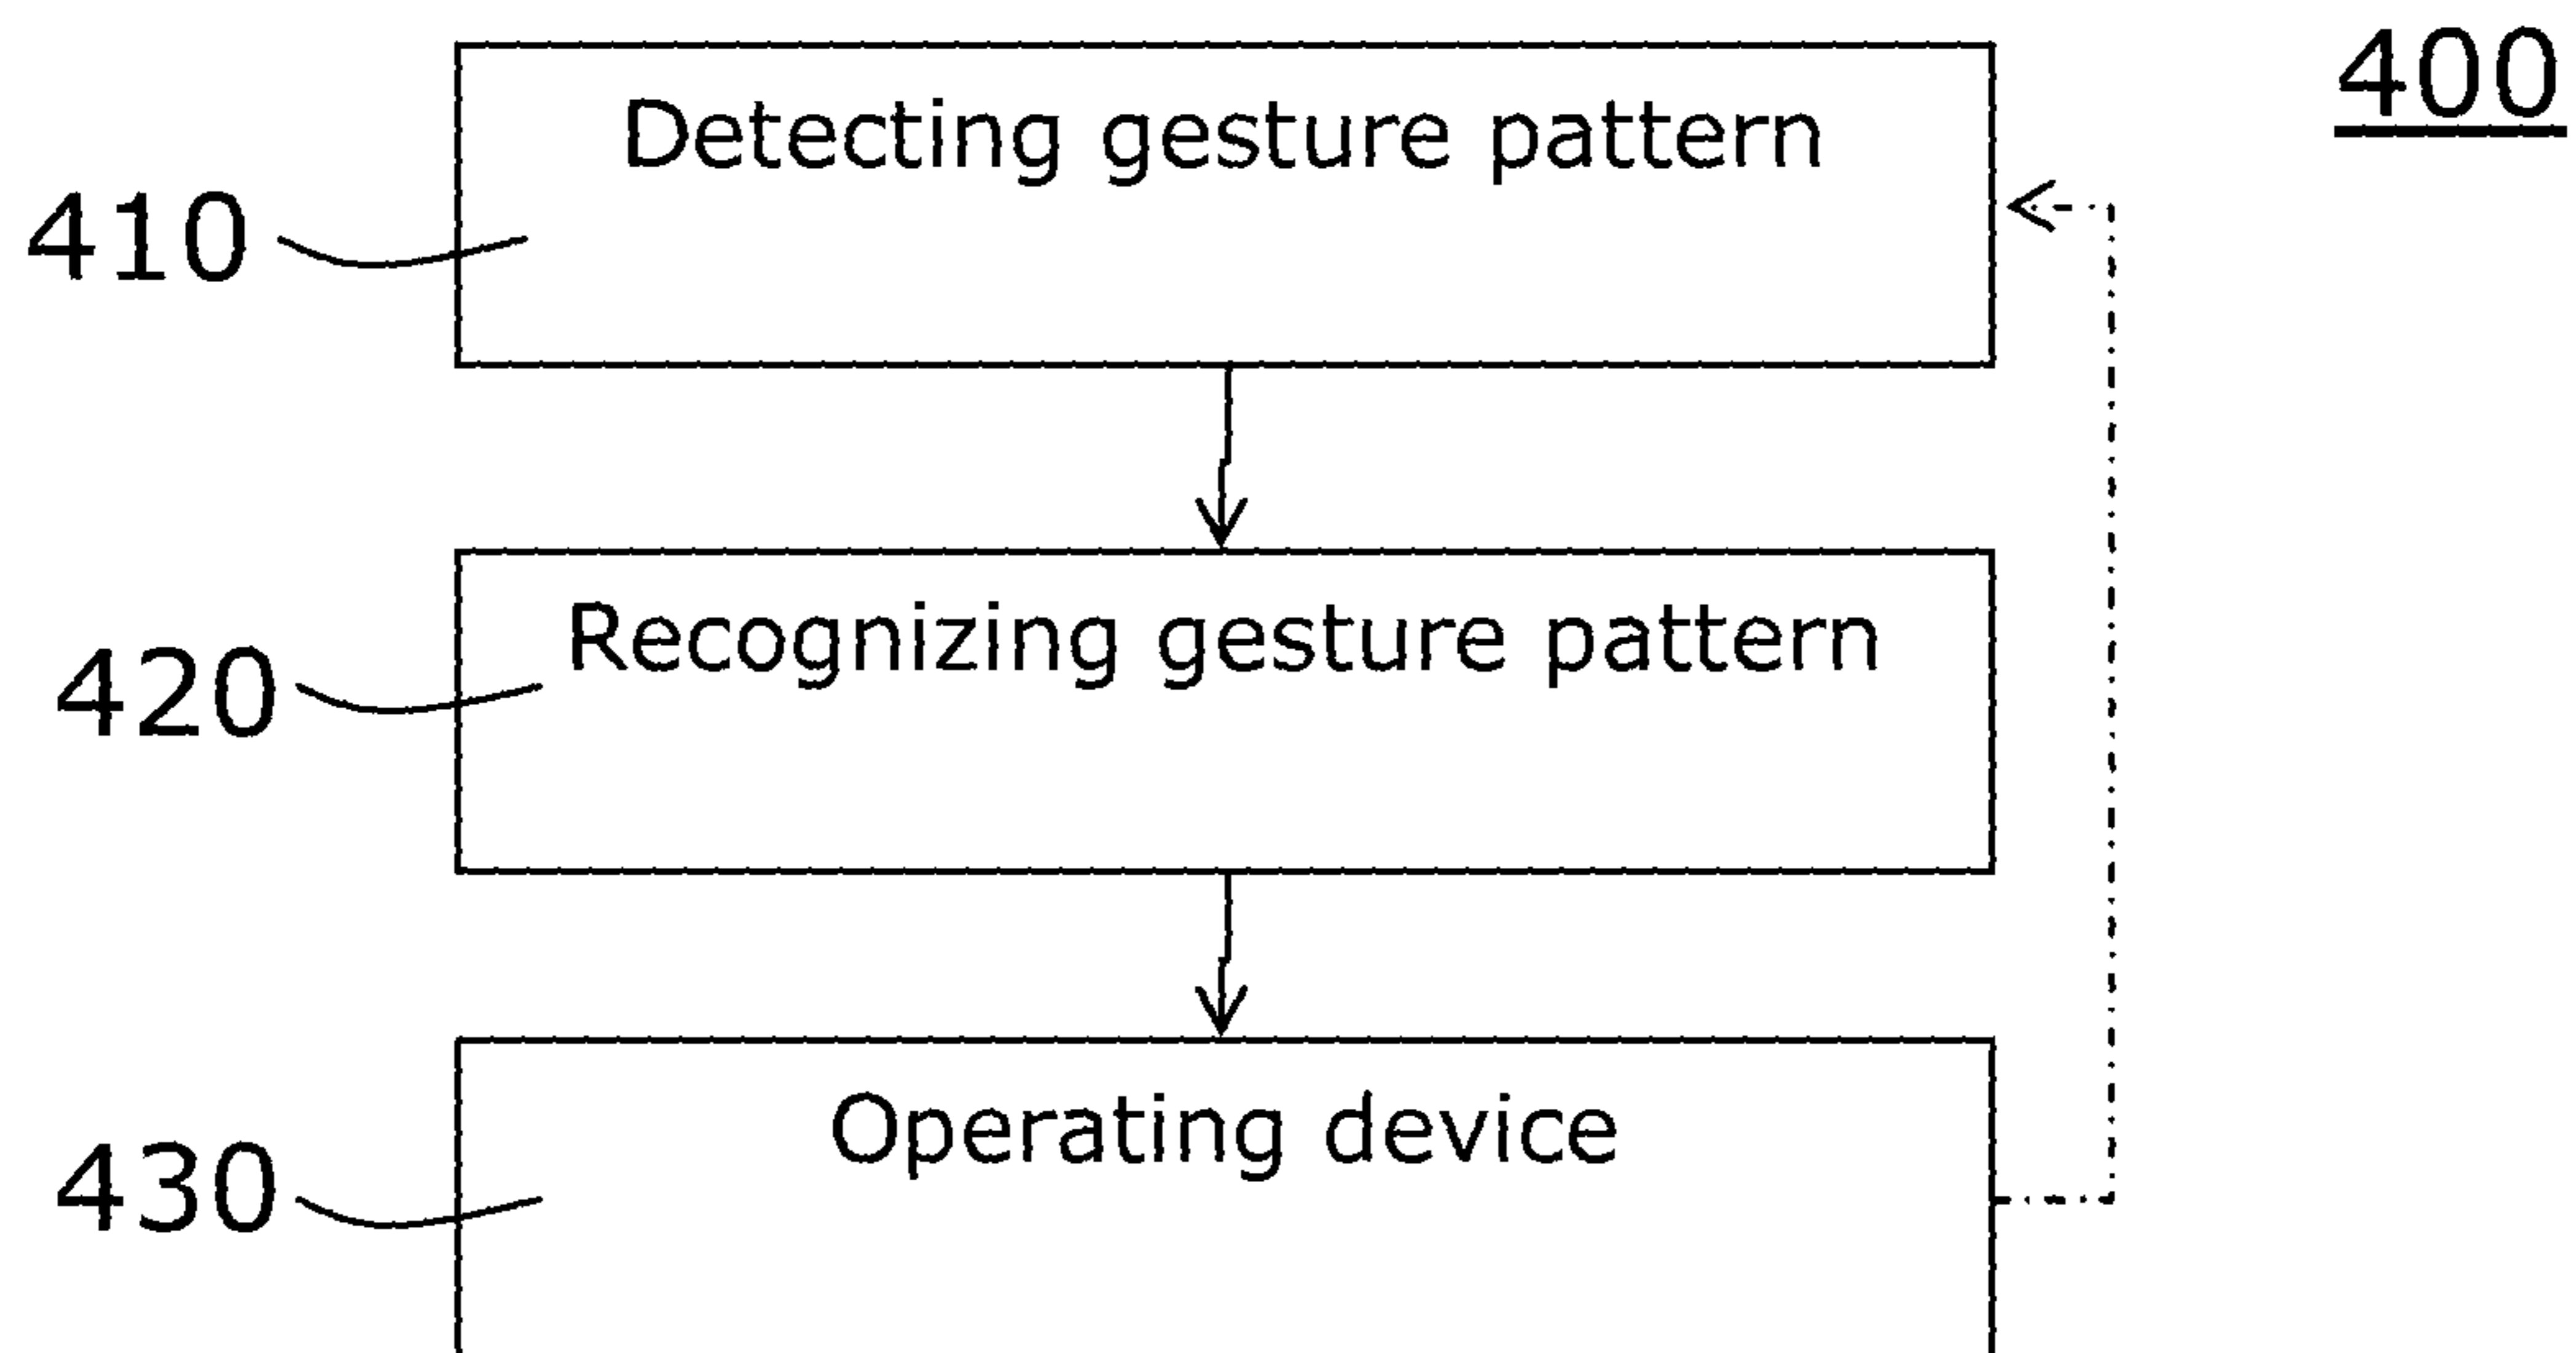 400
Detecting gesture pattern
410
Recognizing gesture pattern
420
Operating device
430